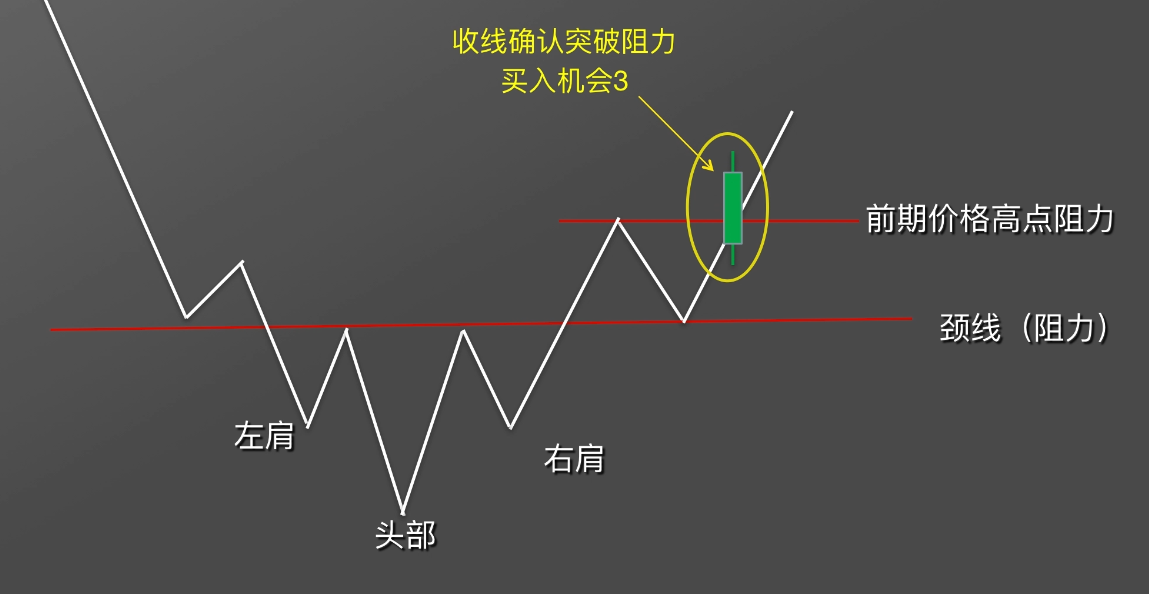 收线确认突破阻力
买入机会3
前期价格高点阻力
颈线（阻力）
左肩
右肩
头部